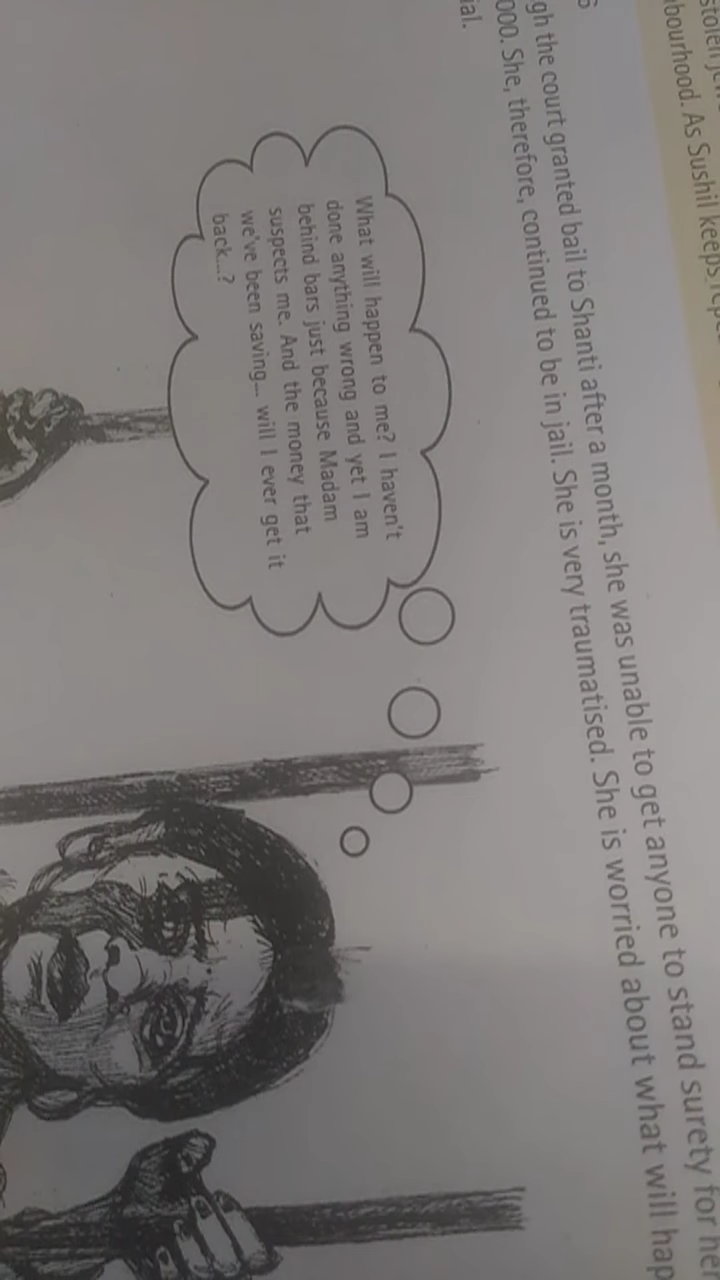 abourhood. As Sushil keeps
gh the court granted bail to Shanti after a month, she was unable to get anyone to stand surety for her
000. She, therefore, continued to be in jail. She is very traumatised. She is worried about what will hap
ial.
What will happen to me? I haven't
done anything wrong and yet I am
behind bars just because Madam
suspects me. And the money that
we've been saving... will I ever get it
back...?